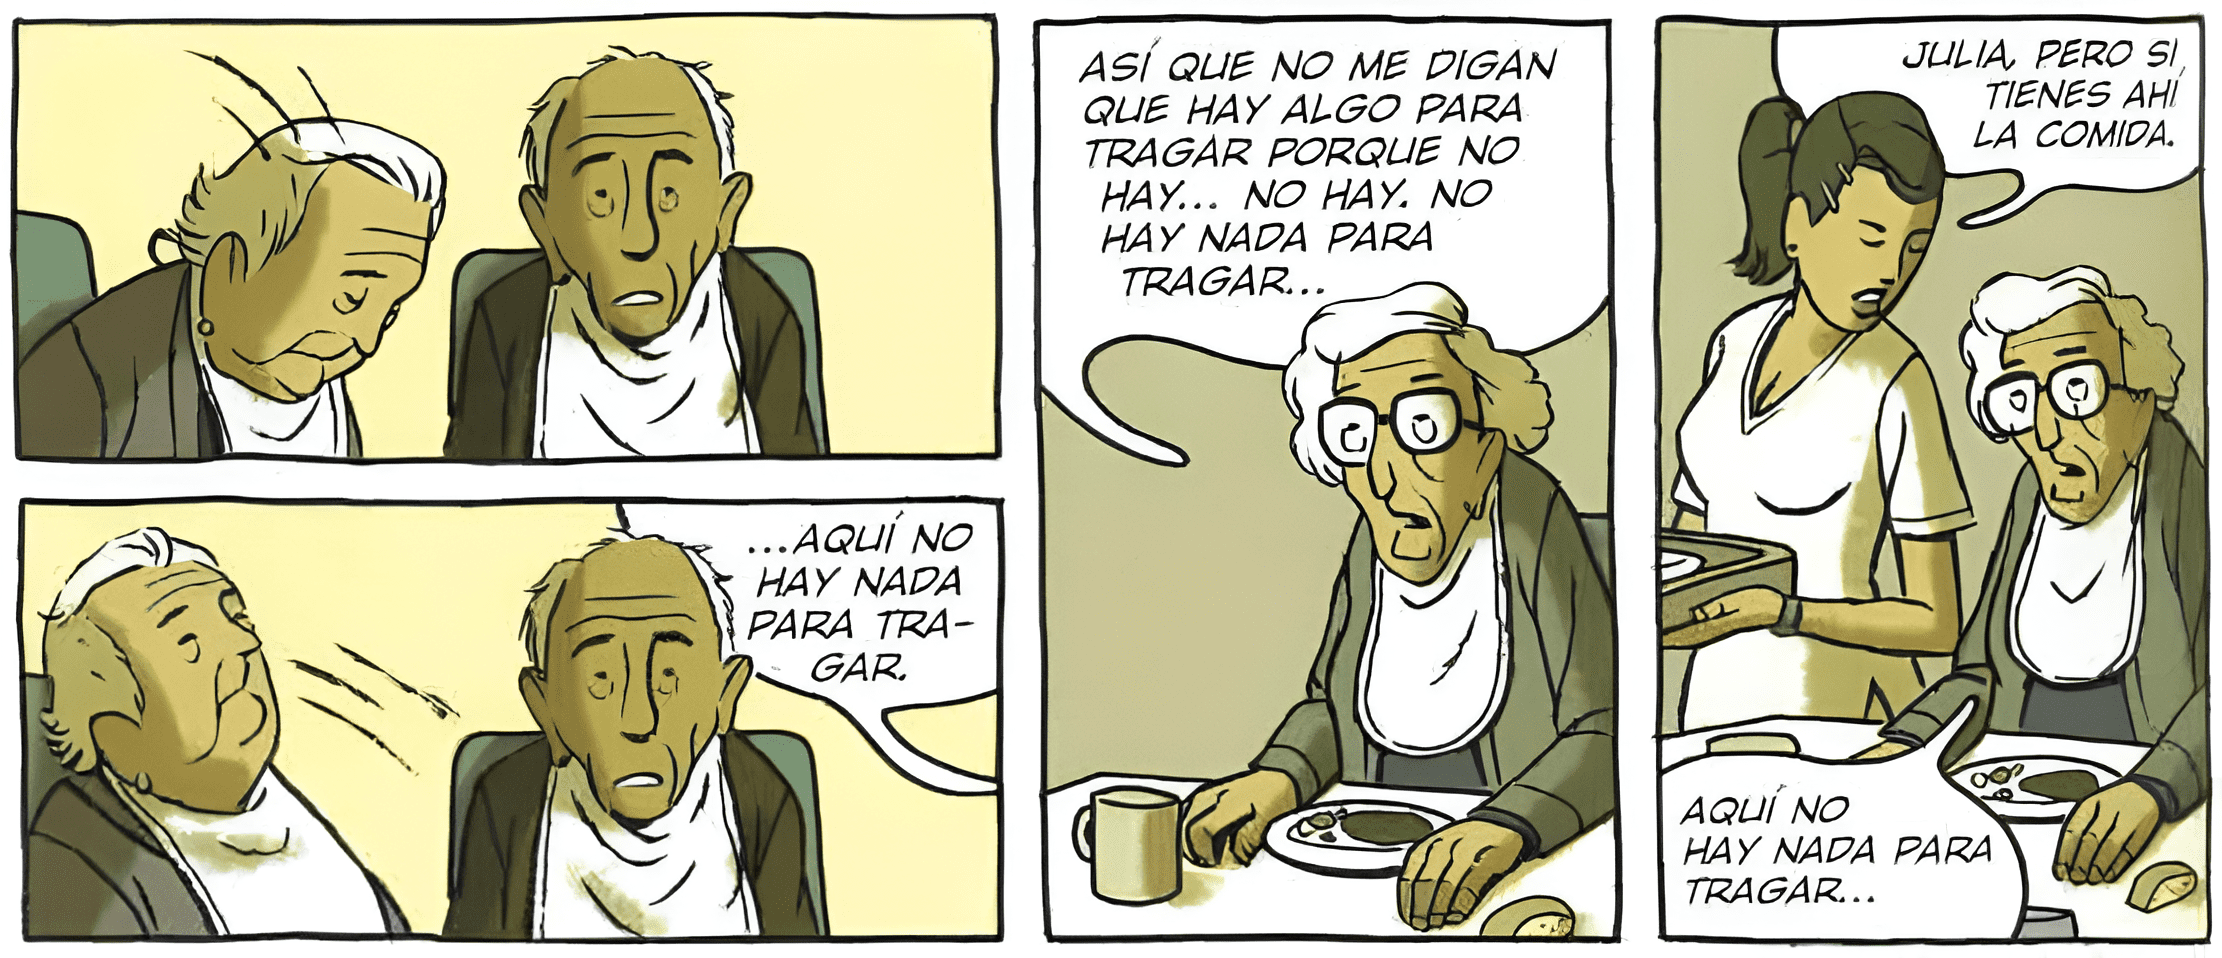 ...AQUÍ NO
HAY NADA
PARA TRA-
GAR.
ASÍ QUE NO ME DIGAN
QUE HAY ALGO PARA
TRAGAR PORQUE NO
HAY... NO HAY. NO
HAY NADA PARA
TRAGAR...
JULIA, PERO SI
TIENES AHÍ
LA COMIDA.
AQUÍ NO
HAY NADA PARA
TRAGAR...